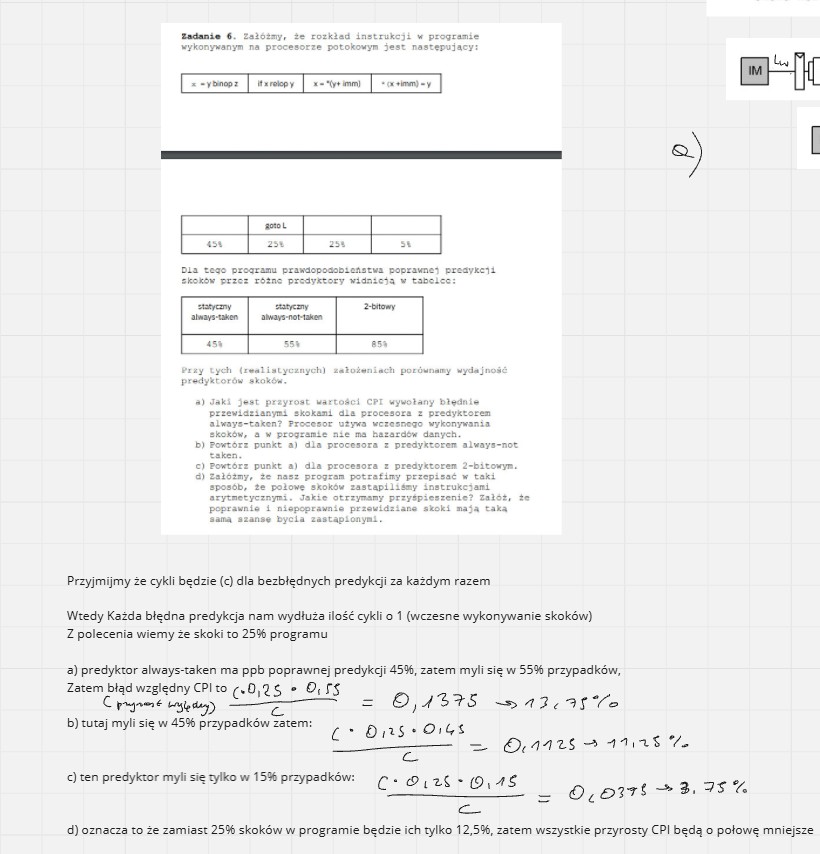 IM
Lw
Zadanie 6. Załóżmy, że rozkład instrukcji w programie
wykonywanym na procesorze potokowym jest następujący:
x = y binop z | if x relop y | x = *(y+ imm) | *(x +imm) = y
a)
goto L
45% | 25% | 25% | 5%
Dla tego programu prawdopodobieństwa poprawnej predykcji
skoków przez różne predyktory widnieją w tabelce:
statyczny | statyczny | 2-bitowy
always-taken | always-not-taken
45% | 55% | 85%
Przy tych (realistycznych) założeniach porównamy wydajność
predyktorów skoków.
a) Jaki jest przyrost wartości CPI wywołany błędnie
przewidzianymi skokami dla procesora z predyktorem
always-taken? Procesor używa wczesnego wykonywania
skoków, a w programie nie ma hazardów danych.
b) Powtórz punkt a) dla procesora z predyktorem always-not
taken.
c) Powtórz punkt a) dla procesora z predyktorem 2-bitowym.
d) Załóżmy, że nasz program potrafimy przepisać w taki
sposób, że połowę skoków zastąpiliśmy instrukcjami
arytmetycznymi. Jakie otrzymamy przyśpieszenie? Załóż, że
poprawnie i niepoprawnie przewidziane skoki mają taką
samą szansę bycia zastąpionymi.
Przyjmijmy że cykli będzie (c) dla bezbłędnych predykcji za każdym razem
Wtedy Każda błędna predykcja nam wydłuża ilość cykli o 1 (wczesne wykonywanie skoków)
Z polecenia wiemy że skoki to 25% programu
a) predyktor always-taken ma ppb poprawnej predykcji 45%, zatem myli się w 55% przypadków,
Zatem błąd względny CPI to c·0,25 · 0,55
(przyrost względny) c = 0,1375 → 13,75%
b) tutaj myli się w 45% przypadków zatem:
c · 0,25 · 0,45
c = 0,1125 → 11,25%
c) ten predyktor myli się tylko w 15% przypadków: c · 0,25 · 0,15
c = 0,0375 → 3.75%
d) oznacza to że zamiast 25% skoków w programie będzie ich tylko 12,5%, zatem wszystkie przyrosty CPI będą o połowę mniejsze